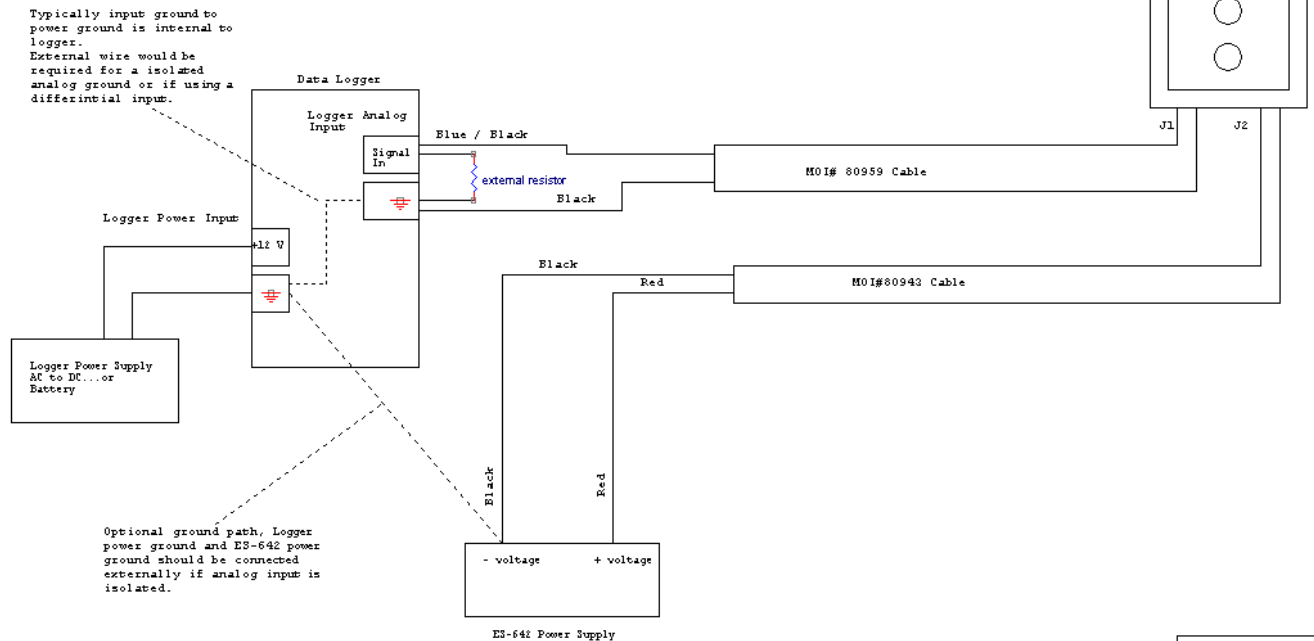 Typically input ground to
power ground is internal to
logger.
External wire would be
required for a isolated
analog ground or if using a
differintial input.
Data Logger
Logger Analog
Input
Signal
In
Blue / Black
external resistor
Black
J1
J2
MOI# 80959 Cable
Logger Power Input
+12 V
Black
Red
MOI#80943 Cable
Logger Power Supply
AC to DC...or
Battery
Black
Red
Optional ground path, Logger
power ground and ES-642 power
ground should be connected
externally if analog input is
isolated.
- voltage
+ voltage
ES-642 Power Supply